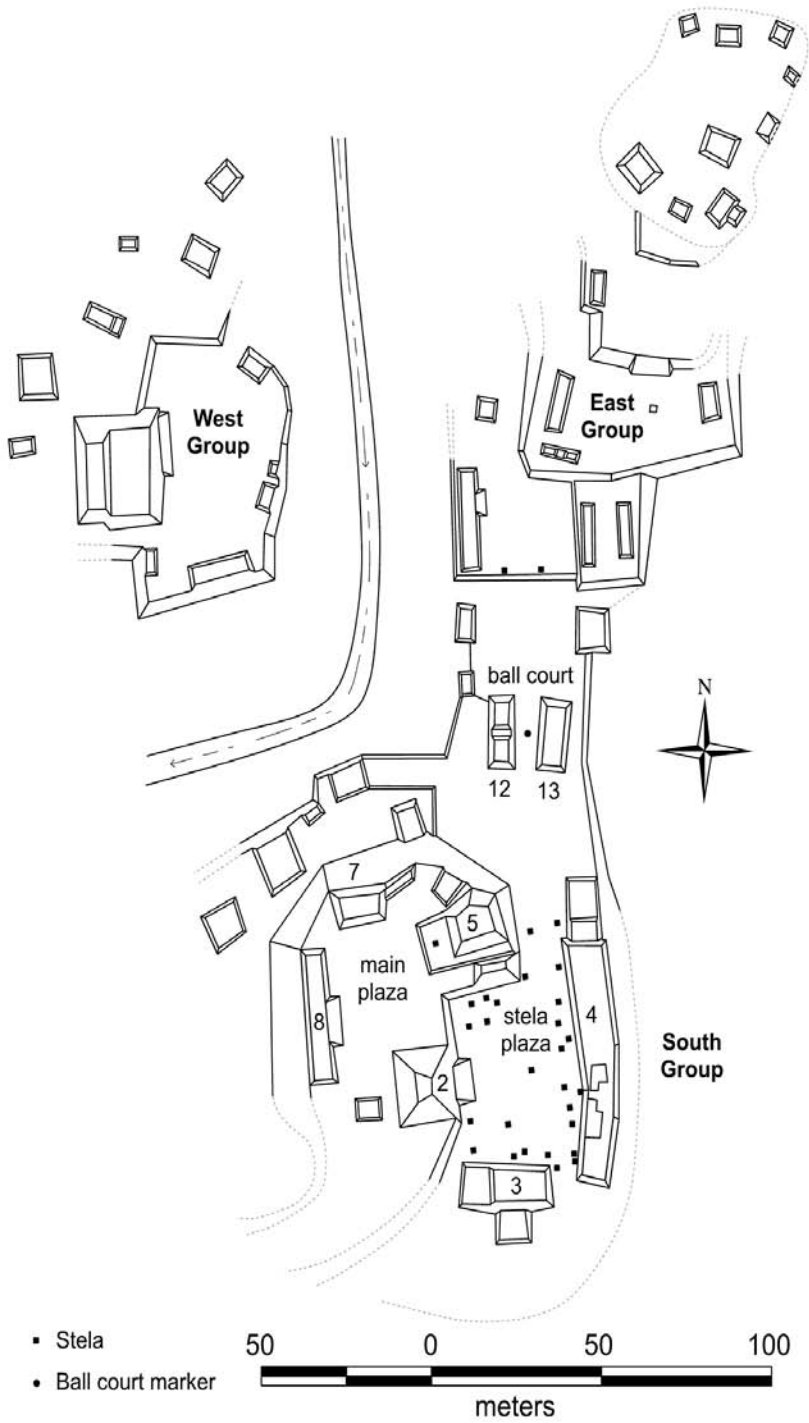 West
Group
East
Group
ball court
N
12
13
7
5
main
plaza
8
stela
plaza
4
South
Group
2
3
Stela
Ball court marker
50 0 50 100
meters